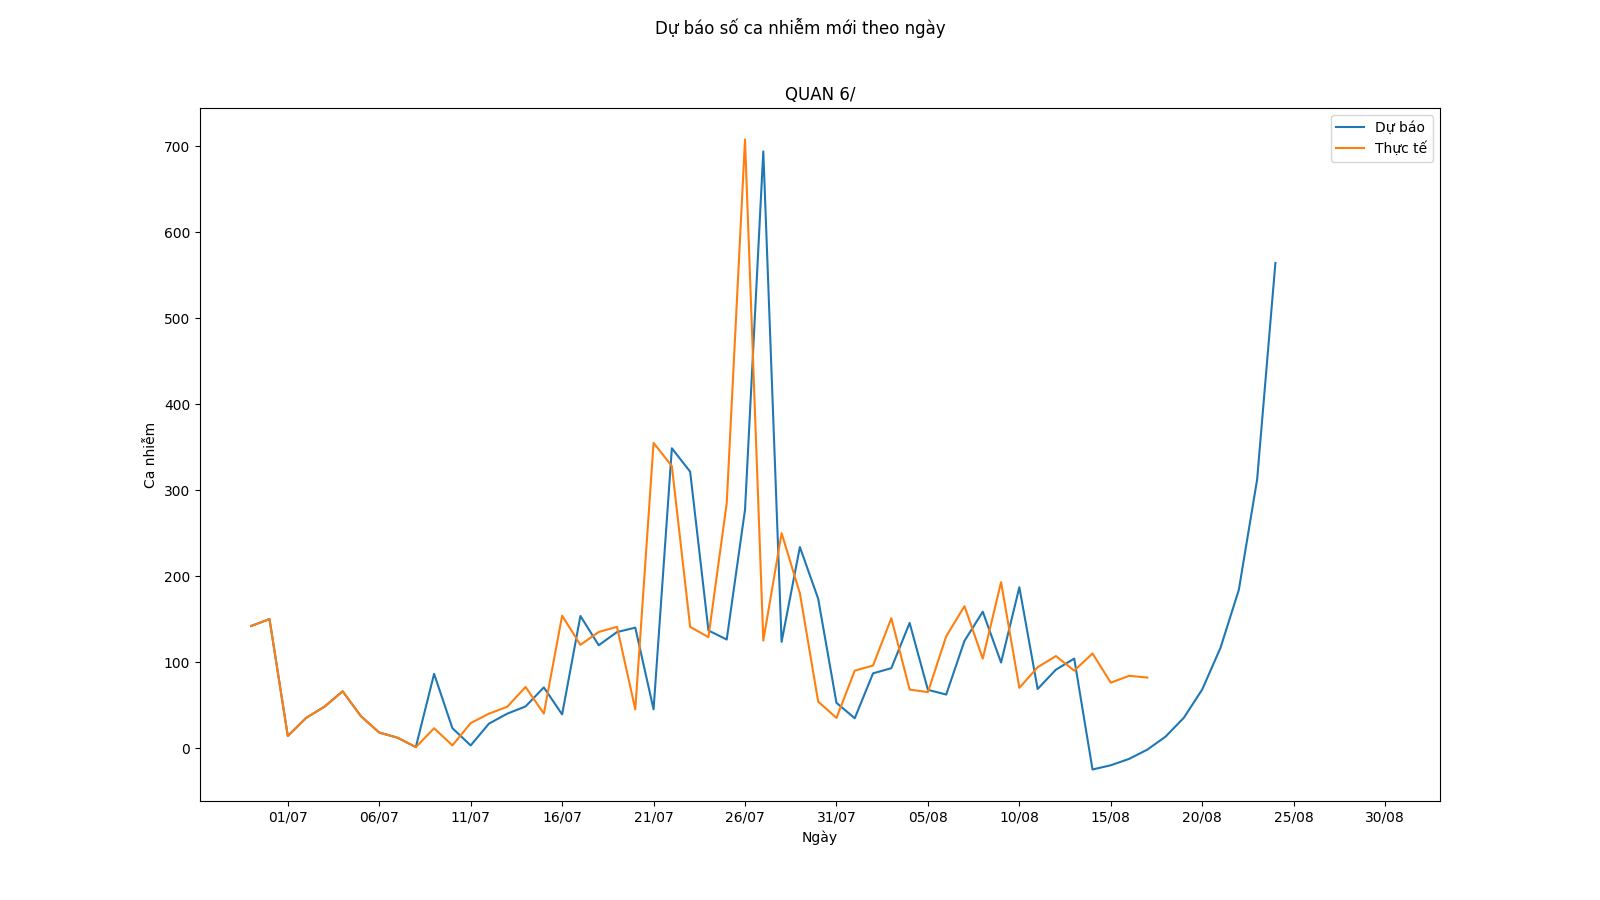 Dự báo số ca nhiễm mới theo ngày
QUAN 6/
Dự báo
Thực tế
700
600
500
400
300
200
100
0
Ca nhiễm
01/07 06/07 11/07 16/07 21/07 26/07 31/07 05/08 10/08 15/08 20/08 25/08 30/08
Ngày